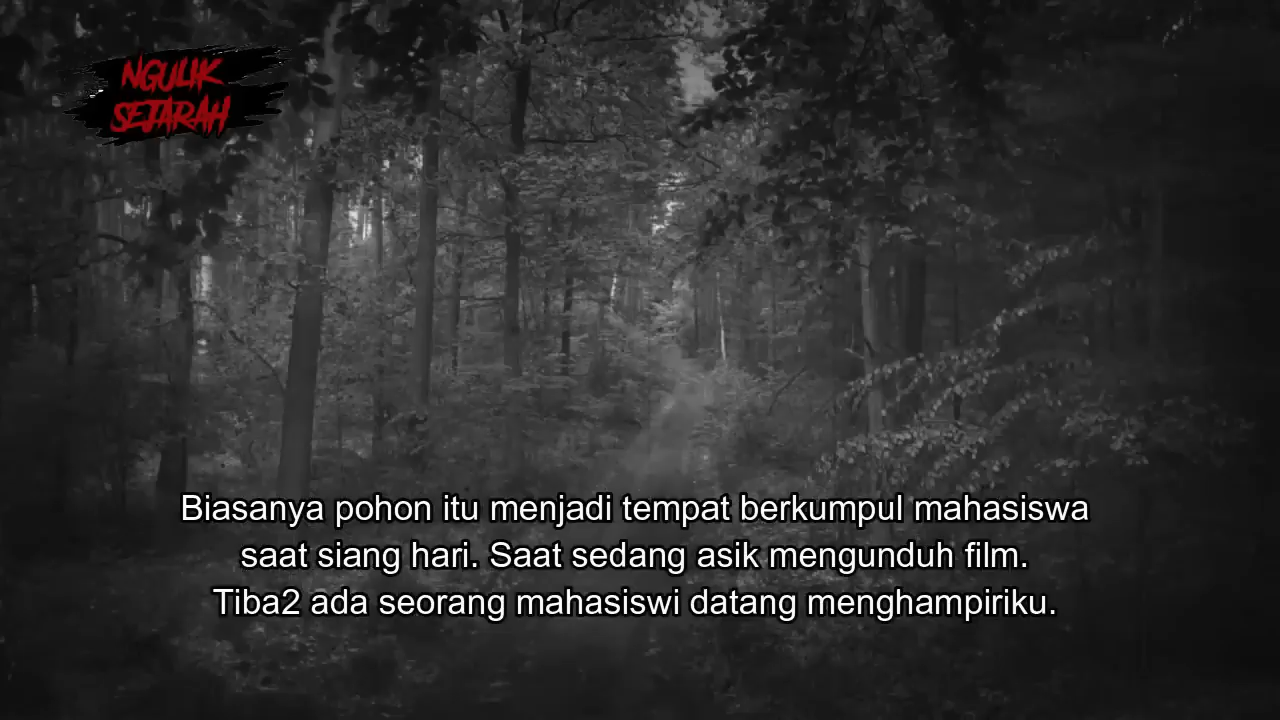 NGULIK
SEJARAH
Biasanya pohon itu menjadi tempat berkumpul mahasiswa
saat siang hari. Saat sedang asik mengunduh film.
Tiba2 ada seorang mahasiswi datang menghampiriku.